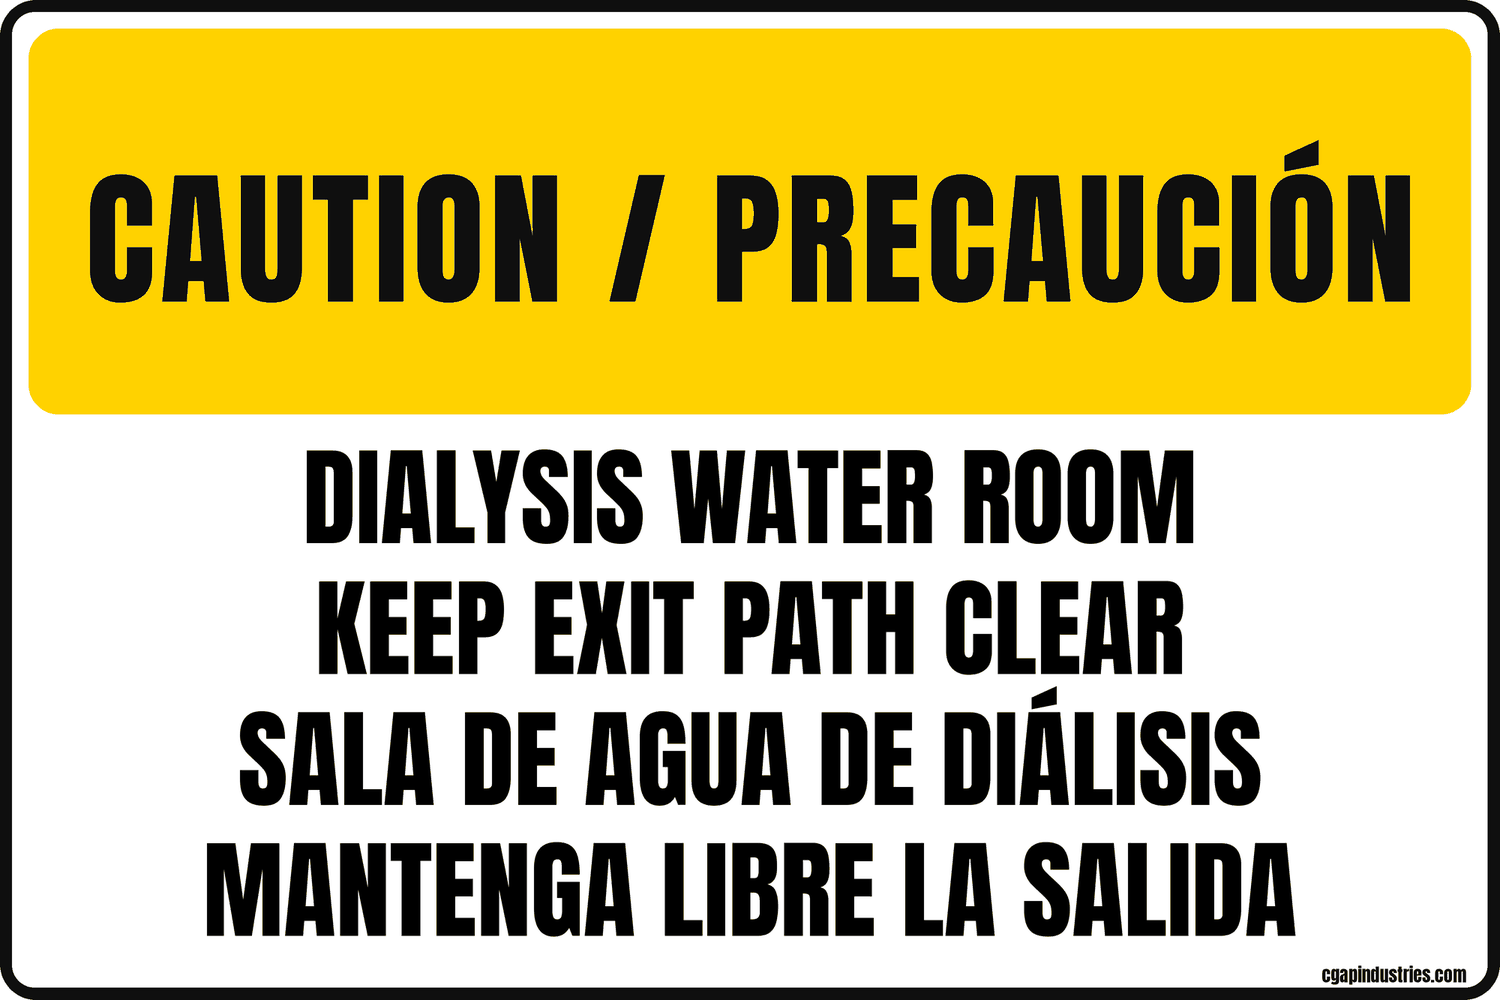 CAUTION / PRECAUCIÓN
DIALYSIS WATER ROOM
KEEP EXIT PATH CLEAR
SALA DE AGUA DE DIÁLISIS
MANTENGA LIBRE LA SALIDA
cgapindustries.com